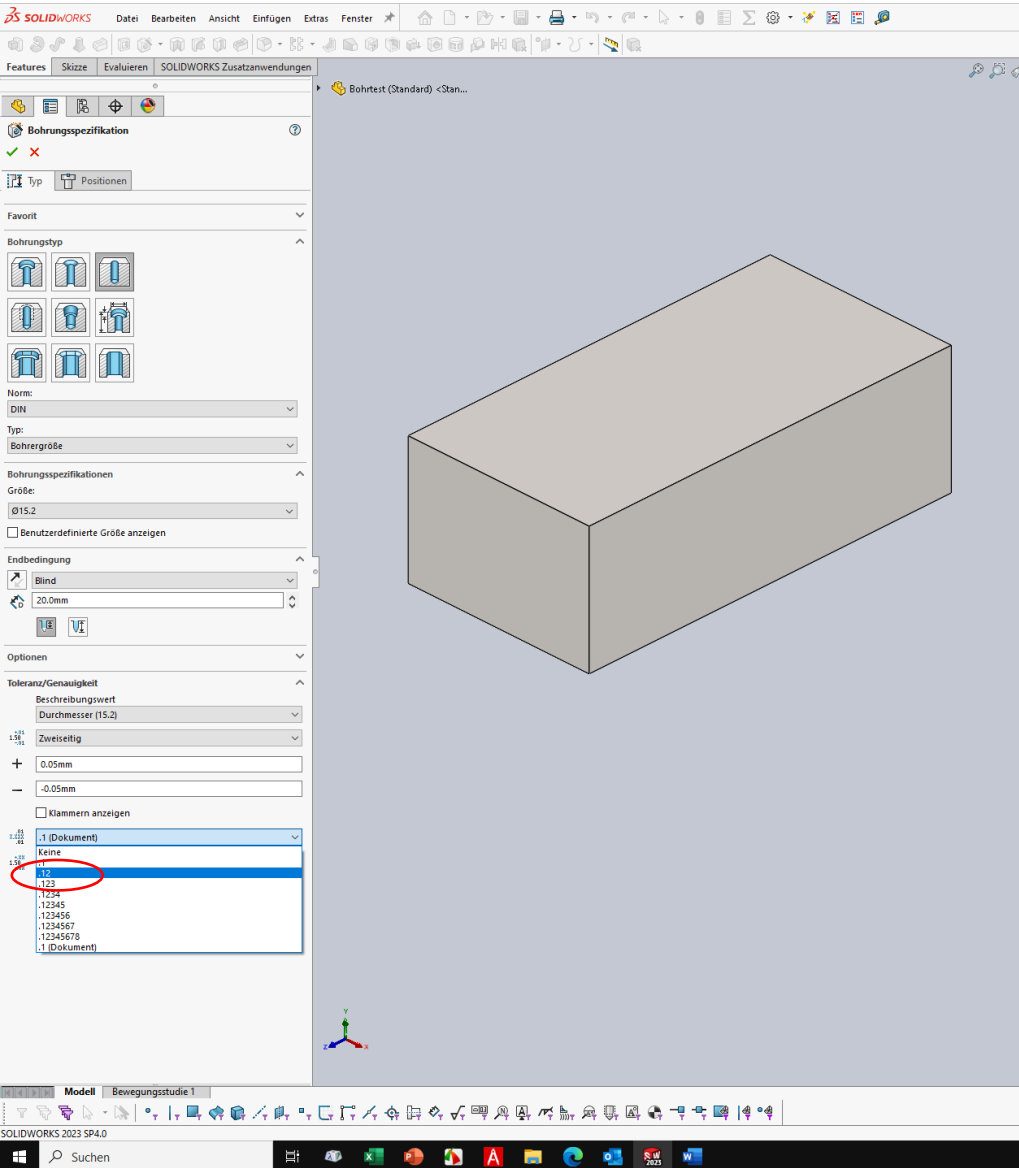 SOLIDWORKS Datei Bearbeiten Ansicht Einfügen Extras Fenster
Features Skizze Evaluieren SOLIDWORKS Zusatzanwendungen
Bohrtest (Standard) <Stan...
Bohrungsspezifikation
Typ Positionen
Favorit
Bohrungstyp
Norm:
DIN
Typ:
Bohrergröße
Bohrungsspezifikationen
Größe:
Ø15.2
Benutzerdefinierte Größe anzeigen
Endbedingung
Blind
20.0mm
Optionen
Toleranz/Genauigkeit
Beschreibungswert
Durchmesser (15.2)
Zweiseitig
0.05mm
-0.05mm
Klammern anzeigen
.1 (Dokument)
Keine
.1
.12
.123
.1234
.12345
.123456
.1234567
.12345678
.1 (Dokument)
Y
Z X
Modell Bewegungsstudie 1
SOLIDWORKS 2023 SP4.0
Suchen